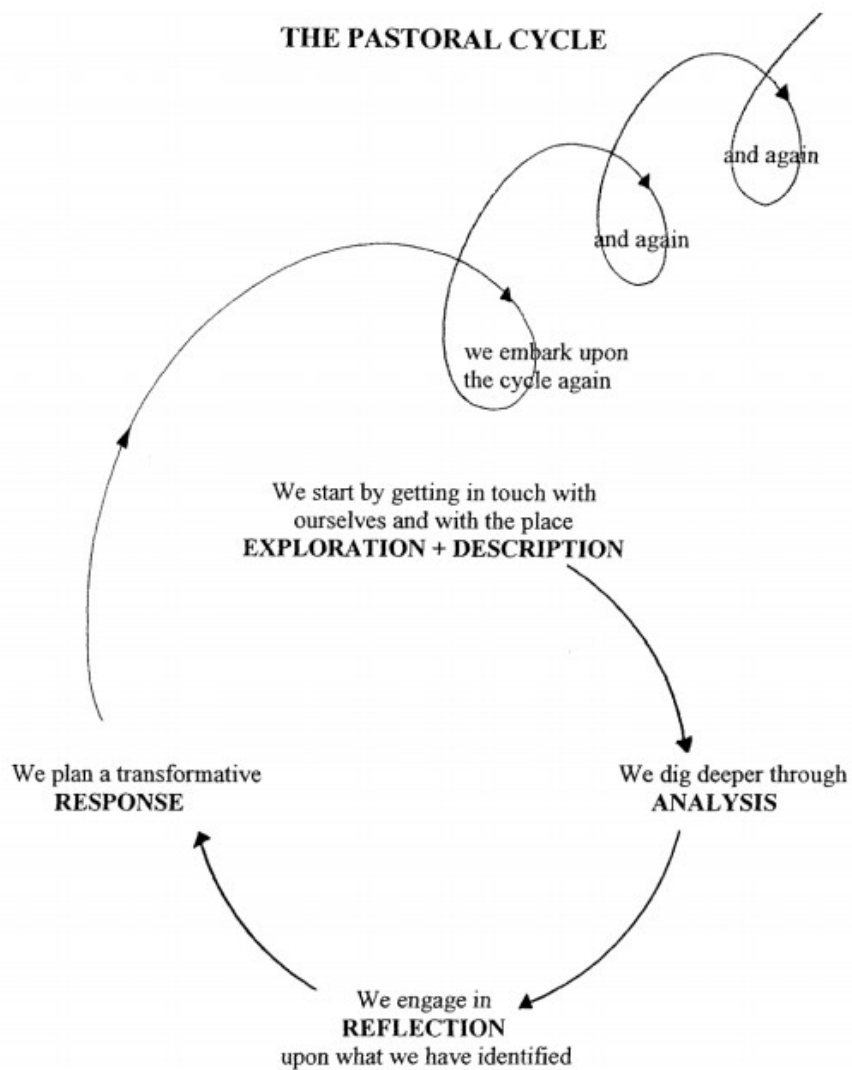 THE PASTORAL CYCLE
and again
and again
we embark upon
the cycle again
We start by getting in touch with
ourselves and with the place
EXPLORATION + DESCRIPTION
We dig deeper through
ANALYSIS
We engage in
REFLECTION
upon what we have identified
We plan a transformative
RESPONSE